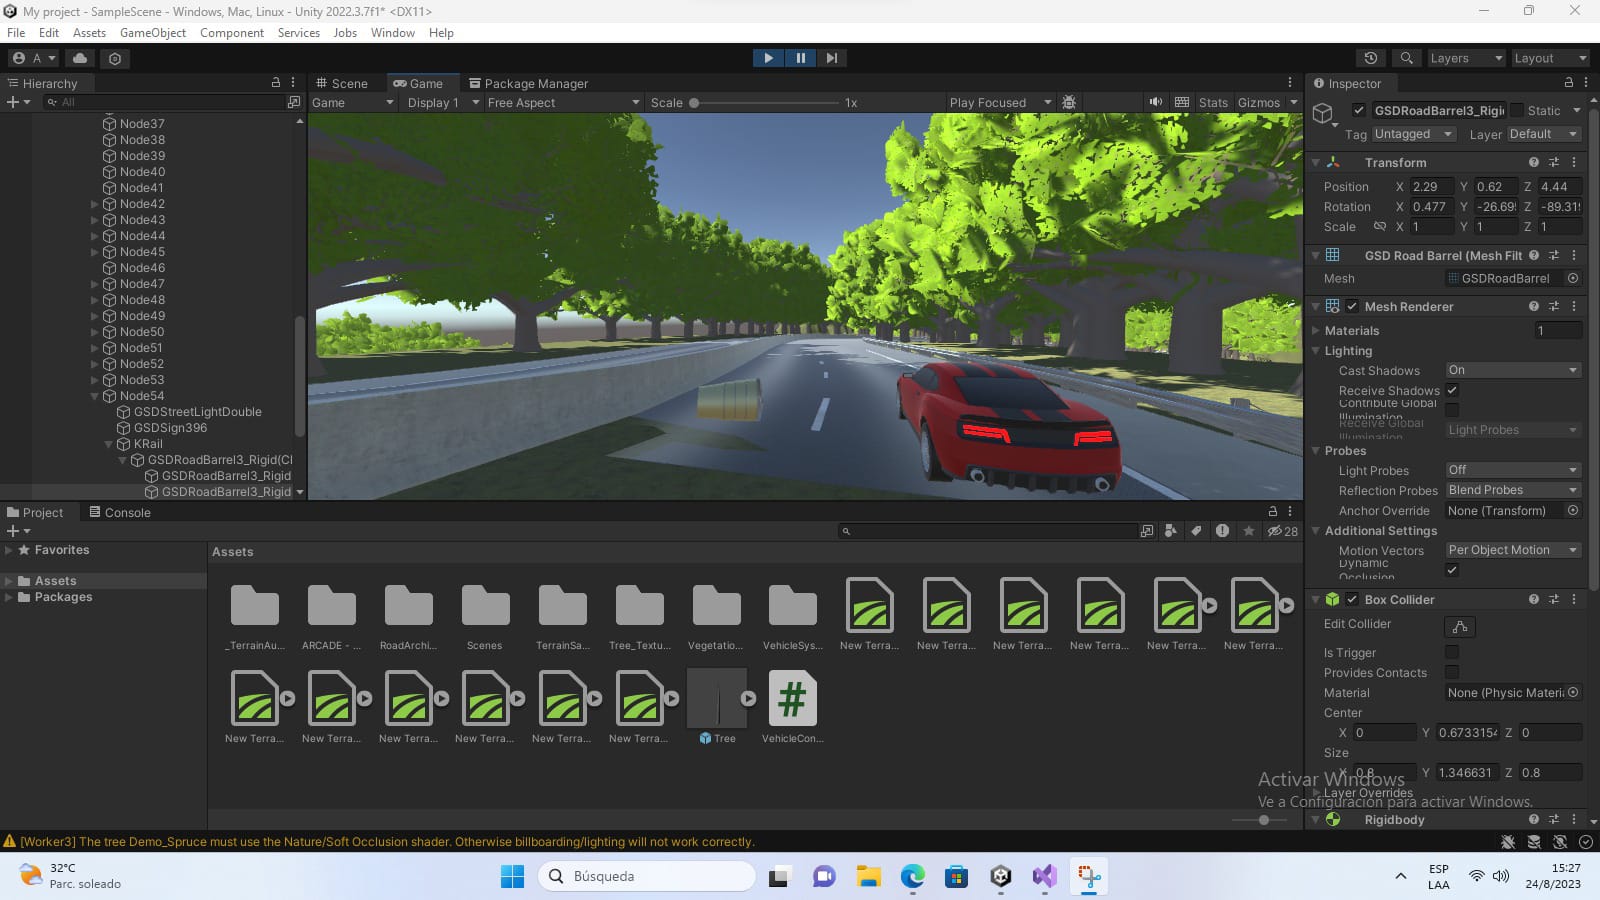 My project - SampleScene - Windows, Mac, Linux - Unity 2022.3.7f1* <DX11>
File Edit Assets GameObject Component Services Jobs Window Help
A Layers Layout
Hierarchy
All
Node37
Node38
Node39
Node40
Node41
Node42
Node43
Node44
Node45
Node46
Node47
Node48
Node49
Node50
Node51
Node52
Node53
Node54
GSDStreetLightDouble
GSDSign396
KRail
GSDRoadBarrel3_Rigid(Cl
GSDRoadBarrel3_Rigid
GSDRoadBarrel3_Rigid
Scene Game Package Manager
Game Display 1 Free Aspect Scale 1x Play Focused Stats Gizmos
Inspector
GSDRoadBarrel3_Rigi Static
Tag Untagged Layer Default
Transform
Position X 2.29 Y 0.62 Z 4.44
Rotation X 0.477 Y -26.695 Z -89.319
Scale X 1 Y 1 Z 1
GSD Road Barrel (Mesh Filt
Mesh GSDRoadBarrel
Mesh Renderer
Materials 1
Lighting
Cast Shadows On
Receive Shadows
Contribute Global
Illumination
Receive Global Light Probes
Illumination
Probes
Light Probes Off
Reflection Probes Blend Probes
Anchor Override None (Transform)
Additional Settings
Motion Vectors Per Object Motion
Dynamic
Occlusion
Box Collider
Edit Collider
Is Trigger
Provides Contacts
Material None (Physic Materia
Center
X 0 Y 0.6733154 Z 0
Size
X 0.8 Y 1.346631 Z 0.8
Layer Overrides
Rigidbody
Activar Windows
Ve a Configuración para activar Windows.
Project Console
28
Favorites
Assets
Packages
Assets
_TerrainAu... ARCADE - ... RoadArchi... Scenes TerrainSa... Tree_Textu... Vegetatio... VehicleSys... New Terra... New Terra... New Terra... New Terra... New Terra... New Terra...
New Terra... New Terra... New Terra... New Terra... New Terra... New Terra... Tree VehicleCon...
[Worker3] The tree Demo_Spruce must use the Nature/Soft Occlusion shader. Otherwise billboarding/lighting will not work correctly.
32°C
Parc. soleado
Búsqueda
ESP
LAA
15:27
24/8/2023